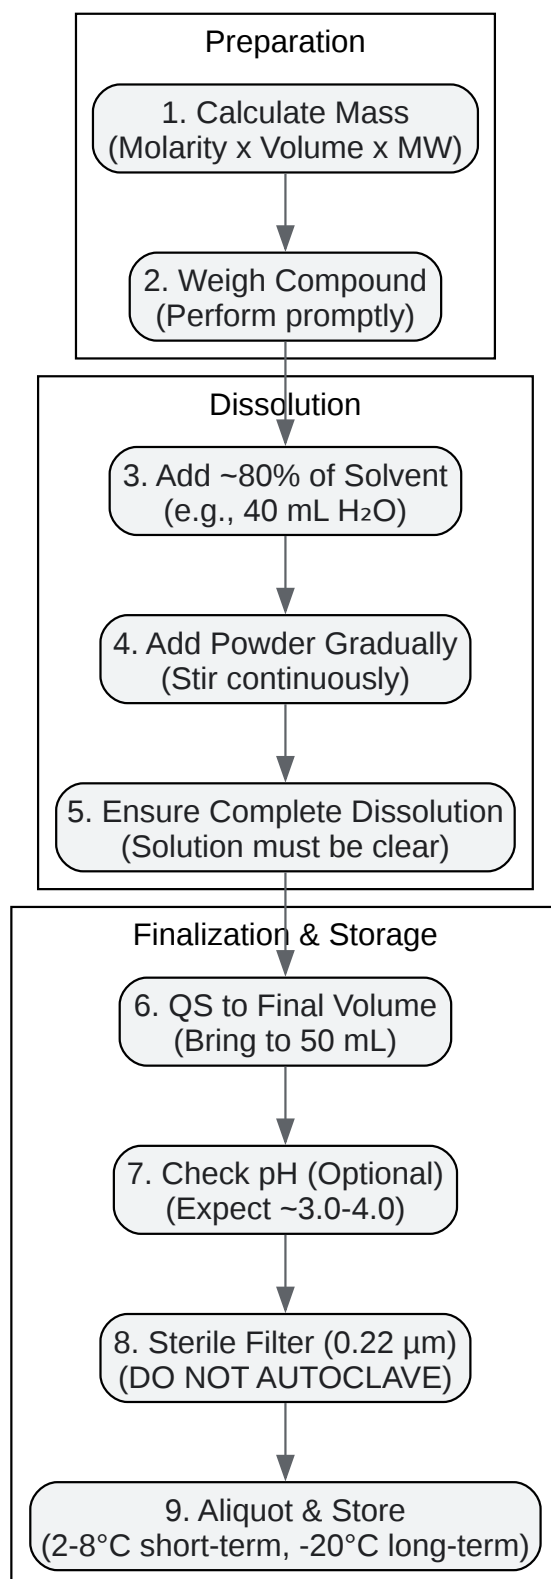 Preparation
1. Calculate Mass
(Molarity x Volume x MW)
2. Weigh Compound
(Perform promptly)
Dissolution
3. Add ~80% of Solvent
(e.g., 40 mL H₂O)
4. Add Powder Gradually
(Stir continuously)
5. Ensure Complete Dissolution
(Solution must be clear)
Finalization & Storage
6. QS to Final Volume
(Bring to 50 mL)
7. Check pH (Optional)
(Expect ~3.0-4.0)
8. Sterile Filter (0.22 µm)
(DO NOT AUTOCLAVE)
9. Aliquot & Store
(2-8°C short-term, -20°C long-term)